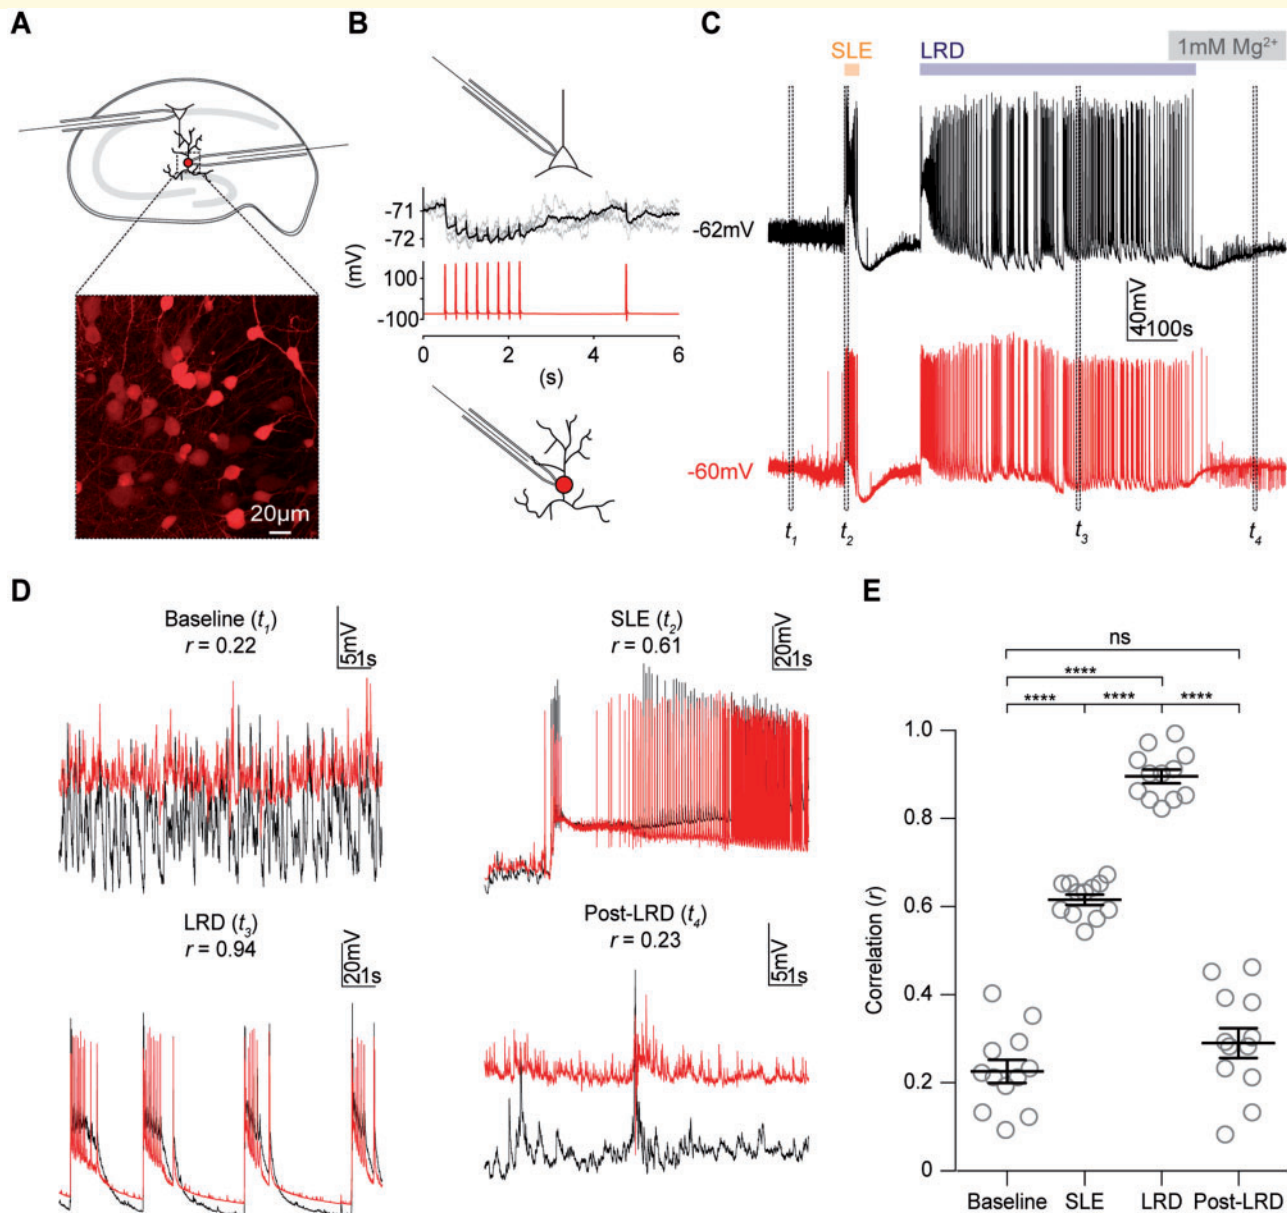 A
20μm
B
-71
-72
(mV)
100
-100
0 2 4 6
(s)
C
SLE
LRD
1mM Mg²⁺
-62mV
40mV
100s
-60mV
t₁ t₂ t₃ t₄
D
Baseline (t₁)
r = 0.22
5mV
1s
SLE (t₂)
r = 0.61
20mV
1s
LRD (t₃)
r = 0.94
20mV
1s
Post-LRD (t₄)
r = 0.23
5mV
1s
E
ns
****
**** **** ****
1.0
0.8
0.6
0.4
0.2
0
Correlation (r)
Baseline SLE LRD Post-LRD